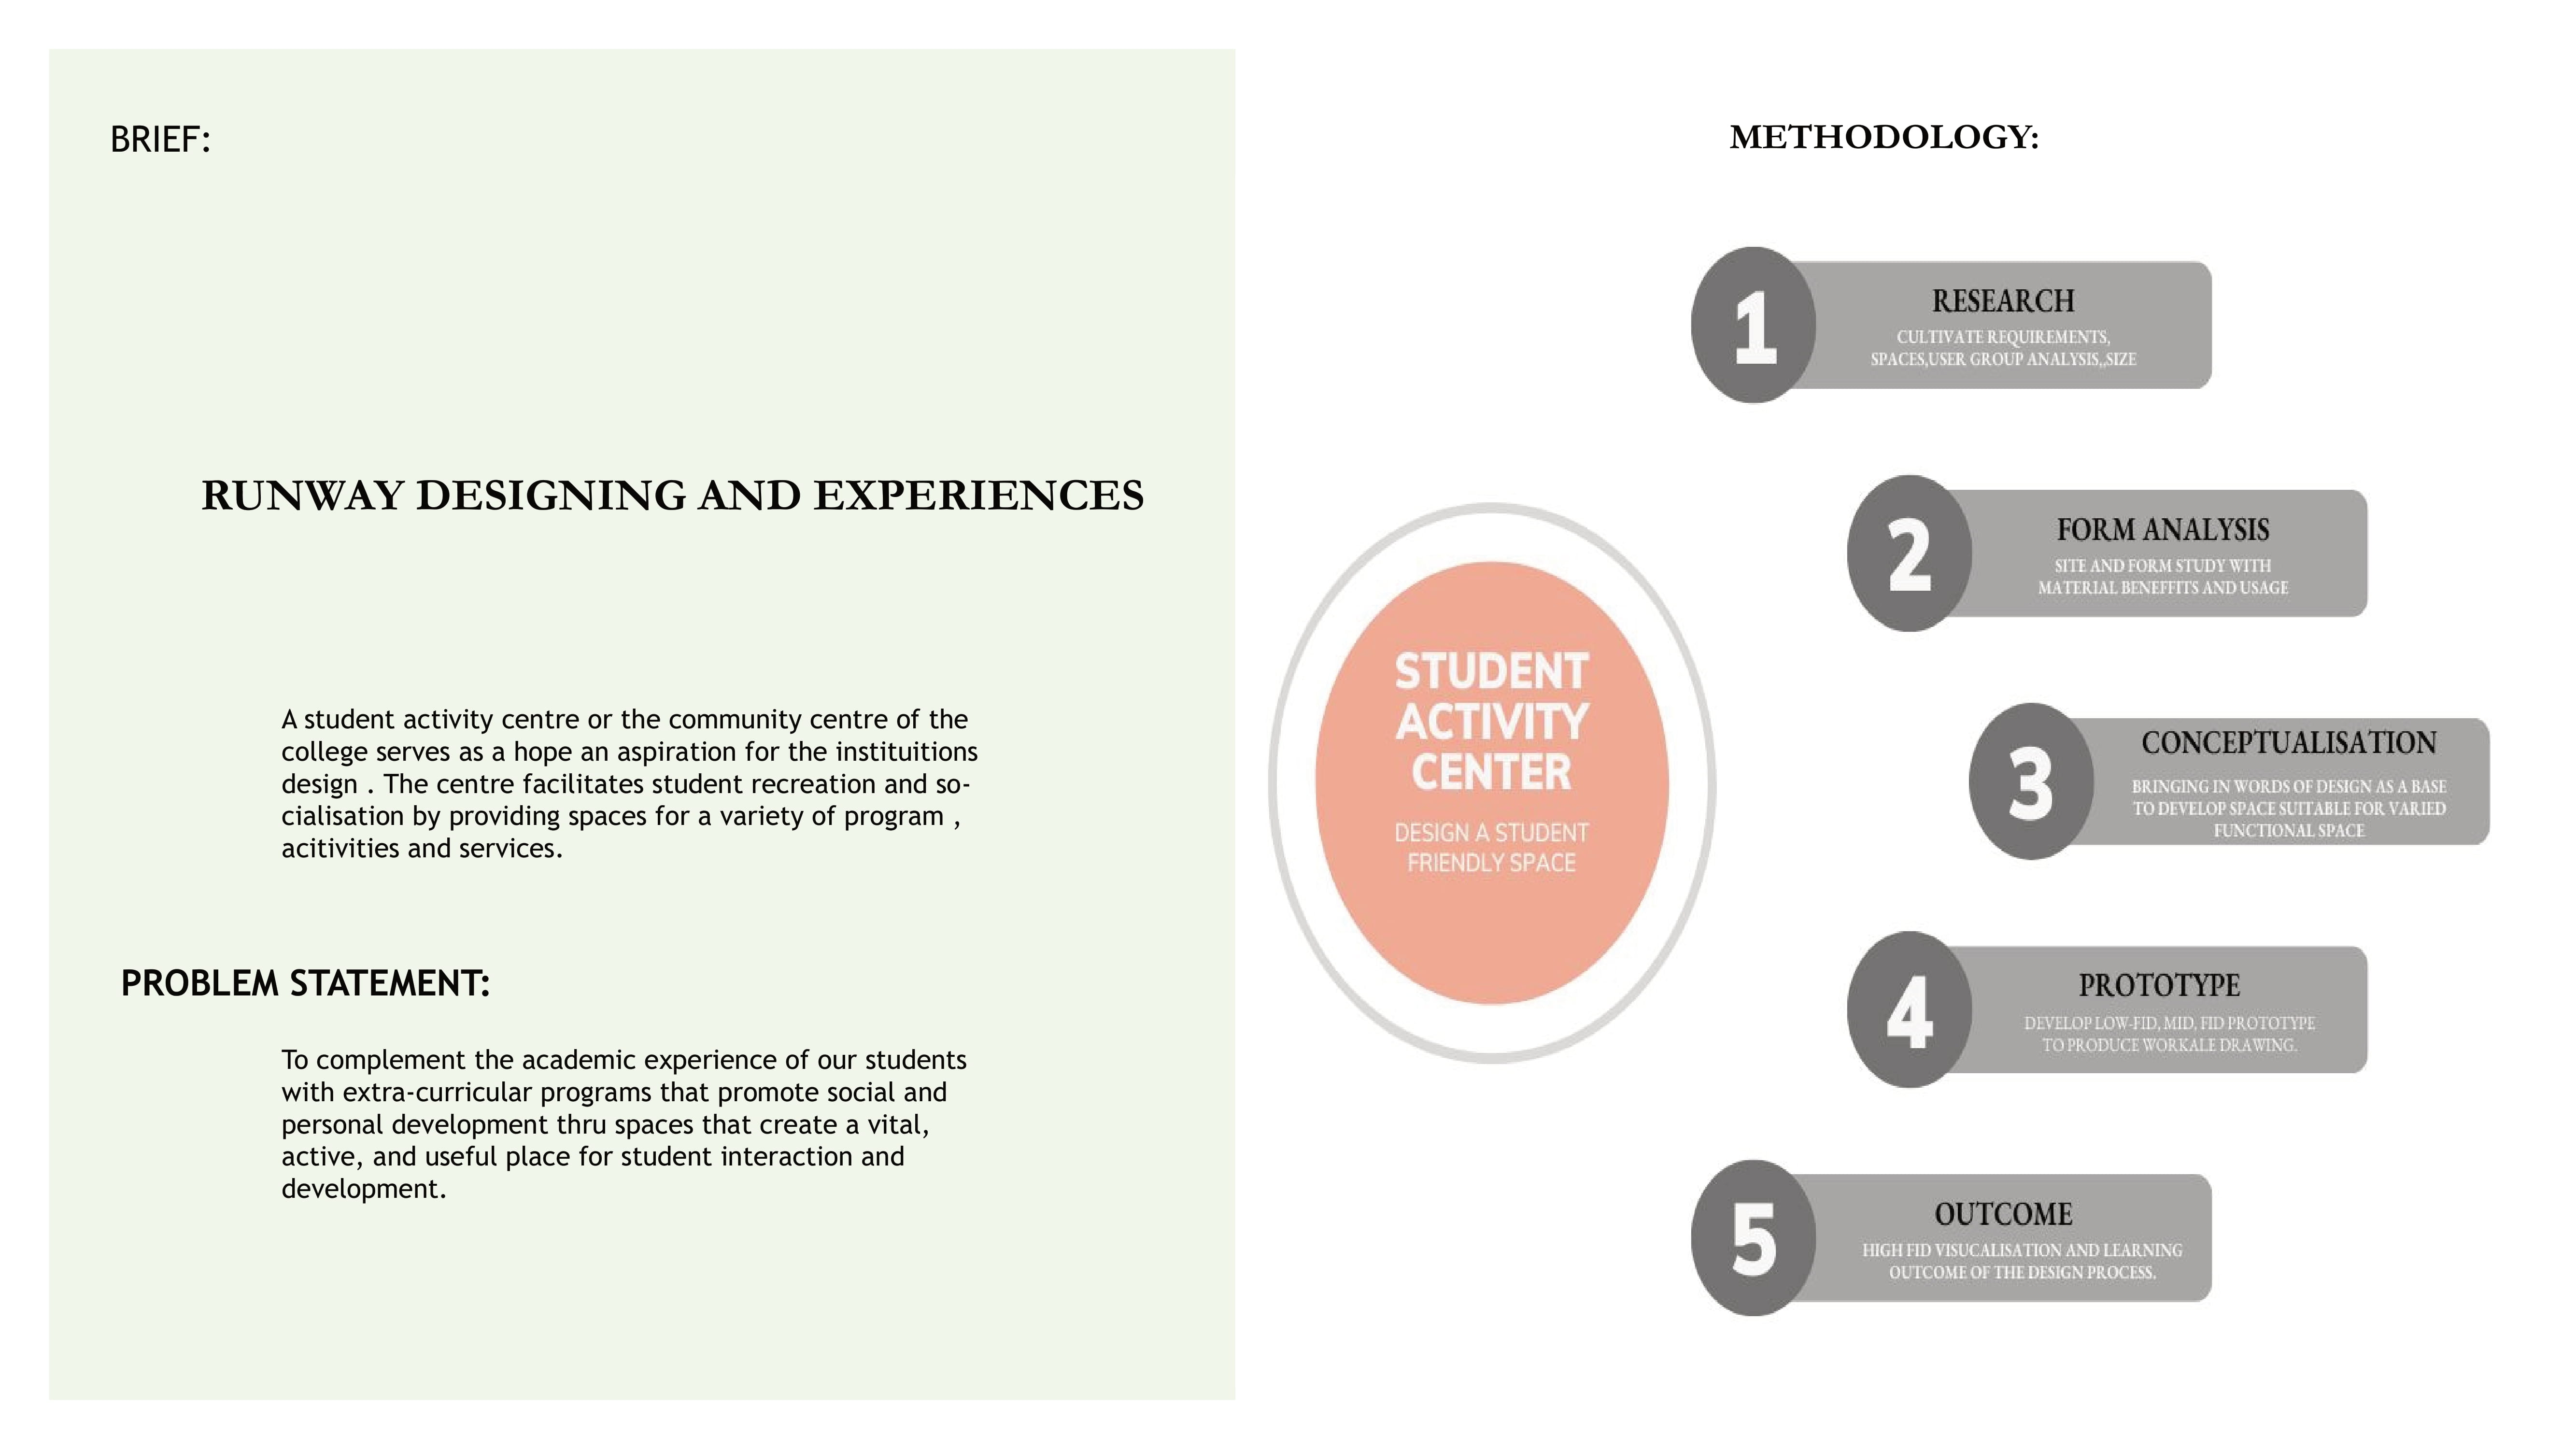 BRIEF:
RUNWAY DESIGNING AND EXPERIENCES
A student activity centre or the community centre of the
college serves as a hope an aspiration for the instituitions
design . The centre facilitates student recreation and so-
cialisation by providing spaces for a variety of program ,
acitivities and services.
PROBLEM STATEMENT:
To complement the academic experience of our students
with extra-curricular programs that promote social and
personal development thru spaces that create a vital,
active, and useful place for student interaction and
development.
METHODOLOGY:
STUDENT
ACTIVITY
CENTER
DESIGN A STUDENT
FRIENDLY SPACE
1
RESEARCH
CULTIVATE REQUIREMENTS,
SPACES,USER GROUP ANALYSIS,,SIZE
2
FORM ANALYSIS
SITE AND FORM STUDY WITH
MATERIAL BENEFFITS AND USAGE
3
CONCEPTUALISATION
BRINGING IN WORDS OF DESIGN AS A BASE
TO DEVELOP SPACE SUITABLE FOR VARIED
FUNCTIONAL SPACE
4
PROTOTYPE
DEVELOP LOW-FID, MID, FID PROTOTYPE
TO PRODUCE WORKALE DRAWING.
5
OUTCOME
HIGH FID VISUCALISATION AND LEARNING
OUTCOME OF THE DESIGN PROCESS.